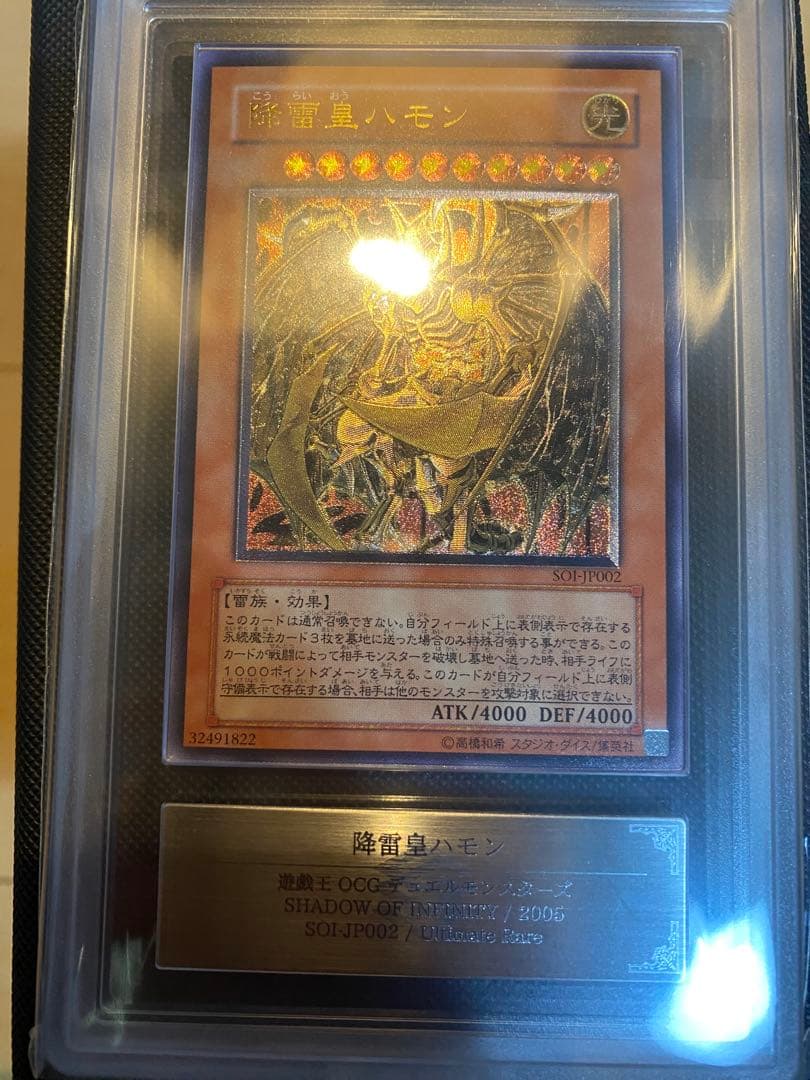 こう らい おう
降雷皇ハモン
光
SOI-JP002
【雷族・効果】
このカードは通常召喚できない。自分フィールド上に表側表示で存在する
永続魔法カード３枚を墓地に送った場合のみ特殊召喚する事ができる。この
カードが戦闘によって相手モンスターを破壊し墓地へ送った時、相手ライフに
１０００ポイントダメージを与える。このカードが自分フィールド上に表側
守備表示で存在する場合、相手は他のモンスターを攻撃対象に選択できない。
ATK/4000 DEF/4000
32491822 ©高橋和希 スタジオ・ダイス/集英社
降雷皇ハモン
遊戯王 OCG デュエルモンスターズ
SHADOW OF INFINITY / 2005
SOI-JP002 / Ultimate Rare